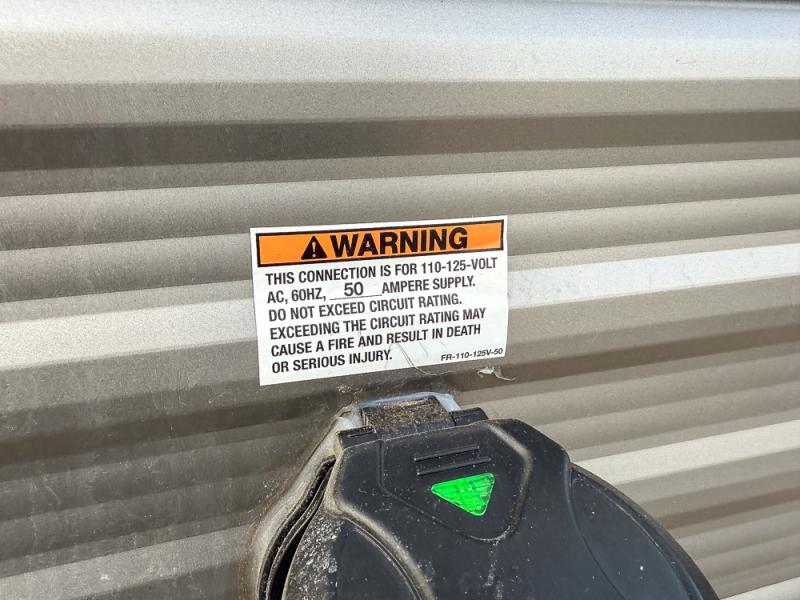 WARNING
THIS CONNECTION IS FOR 110-125-VOLT
AC, 60HZ, 50 AMPERE SUPPLY.
DO NOT EXCEED CIRCUIT RATING.
EXCEEDING THE CIRCUIT RATING MAY
CAUSE A FIRE AND RESULT IN DEATH
OR SERIOUS INJURY. FR-110-125V-50